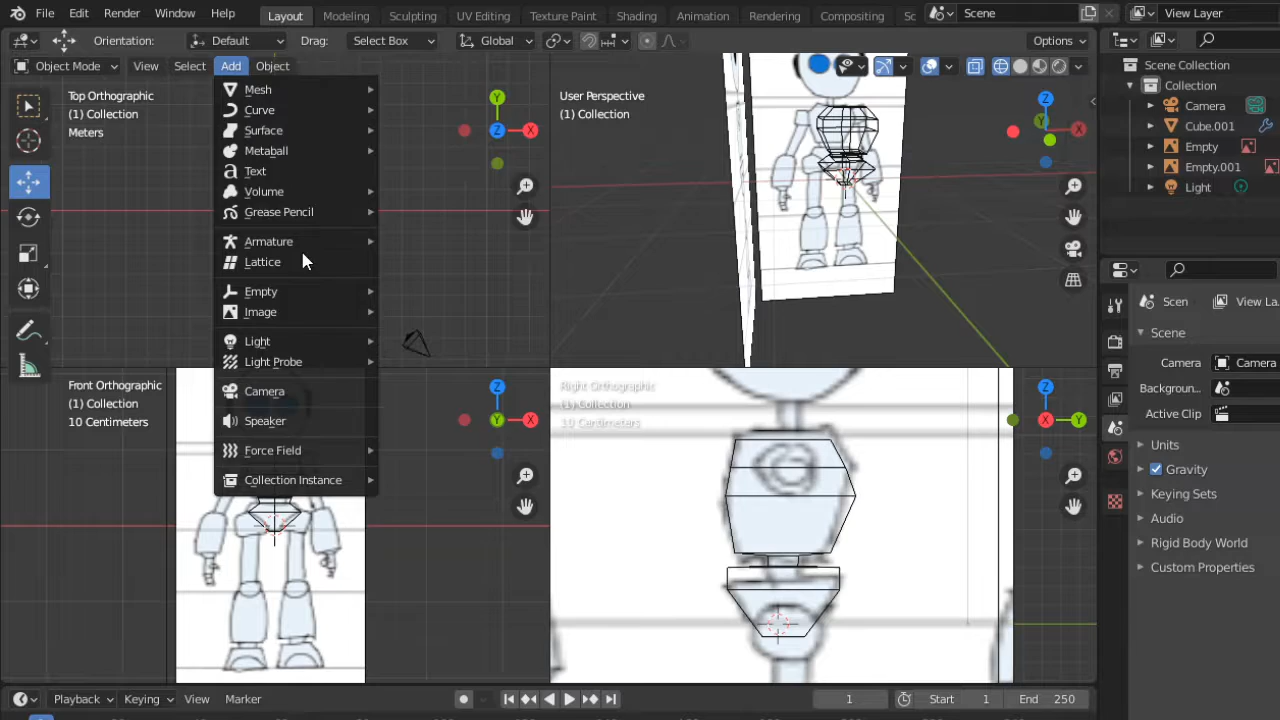 File Edit Render Window Help Layout Modeling Sculpting UV Editing Texture Paint Shading Animation Rendering Compositing Sc Scene View Layer
Orientation: Default Drag: Select Box Global Options
Object Mode View Select Add Object
Mesh
Curve
Surface
Metaball
Text
Volume
Grease Pencil
Armature
Lattice
Empty
Image
Light
Light Probe
Camera
Speaker
Force Field
Collection Instance
Top Orthographic
(1) Collection
Meters
Y
Z X
User Perspective
(1) Collection
Z
X
Front Orthographic
(1) Collection
10 Centimeters
Z
Y X
Right Orthographic
(1) Collection
10 Centimeters
Z
X Y
Scene Collection
Collection
Camera
Cube.001
Empty
Empty.001
Light
Scen View La..
Scene
Camera Camera
Backgroun..
Active Clip
Units
Gravity
Keying Sets
Audio
Rigid Body World
Custom Properties
Playback Keying View Marker 1 Start 1 End 250